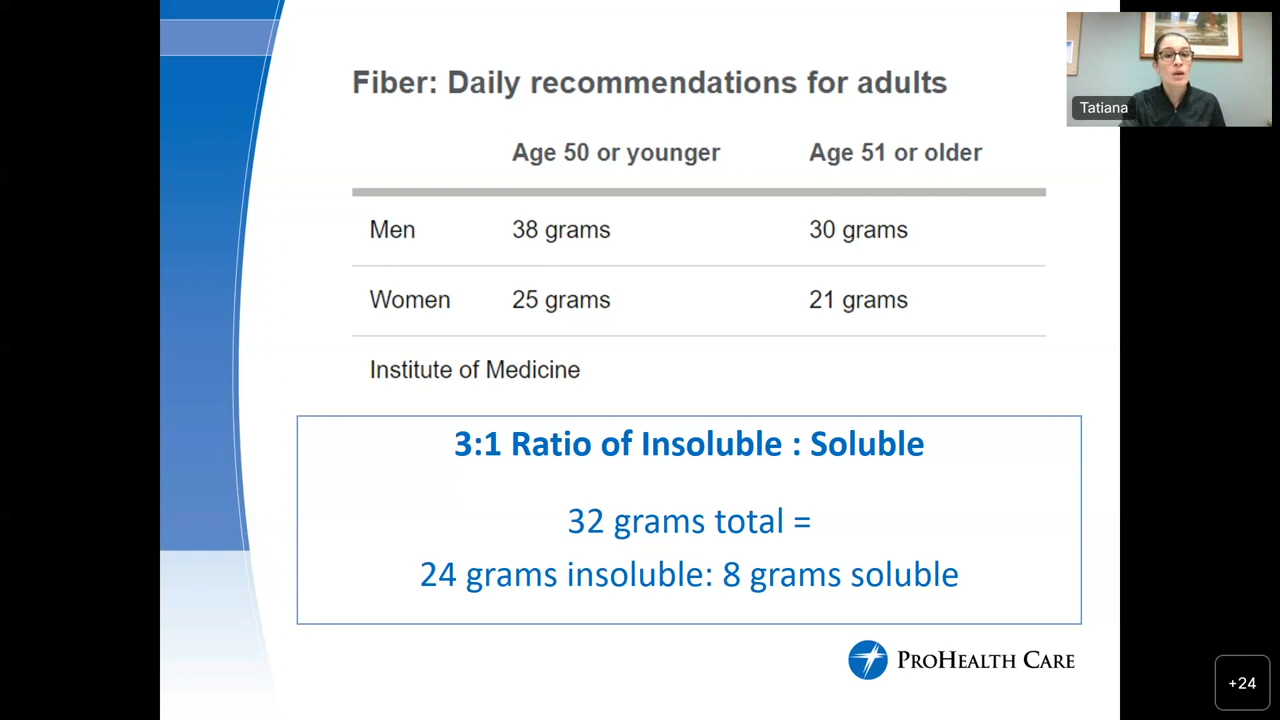 Fiber: Daily recommendations for adults
Age 50 or younger Age 51 or older
Men 38 grams 30 grams
Women 25 grams 21 grams
Institute of Medicine
3:1 Ratio of Insoluble : Soluble
32 grams total =
24 grams insoluble: 8 grams soluble
PROHEALTH CARE
Tatiana
+24